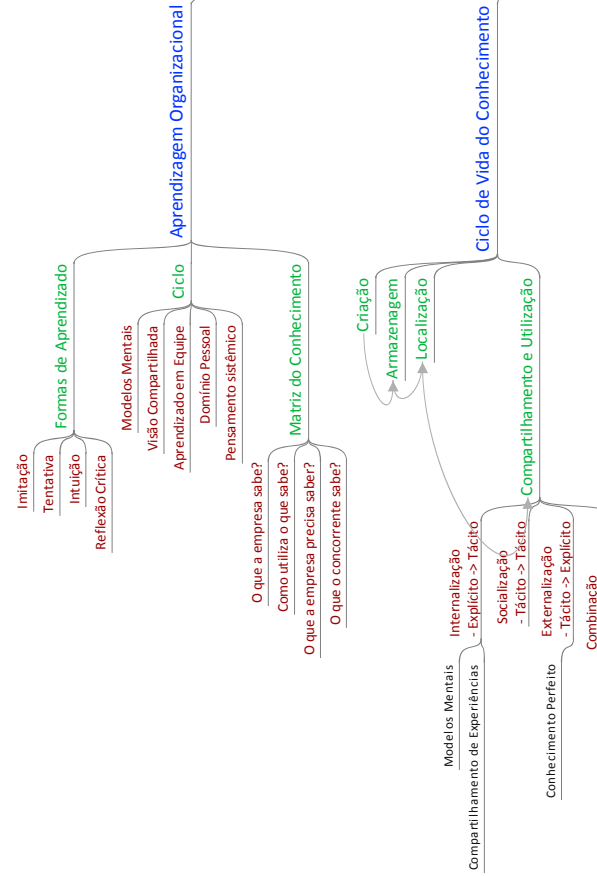 Aprendizagem Organizacional
Formas de Aprendizado
Imitação
Tentativa
Intuição
Reflexão Crítica
Ciclo
Modelos Mentais
Visão Compartilhada
Aprendizado em Equipe
Domínio Pessoal
Pensamento sistêmico
Matriz do Conhecimento
O que a empresa sabe?
Como utiliza o que sabe?
O que a empresa precisa saber?
O que o concorrente sabe?
Ciclo de Vida do Conhecimento
Criação
Armazenagem
Localização
Compartilhamento e Utilização
Internalização
- Explícito -> Tácito
Modelos Mentais
Compartilhamento de Experiências
Socialização
- Tácito -> Tácito
Externalização
- Tácito -> Explícito
Conhecimento Perfeito
Combinação